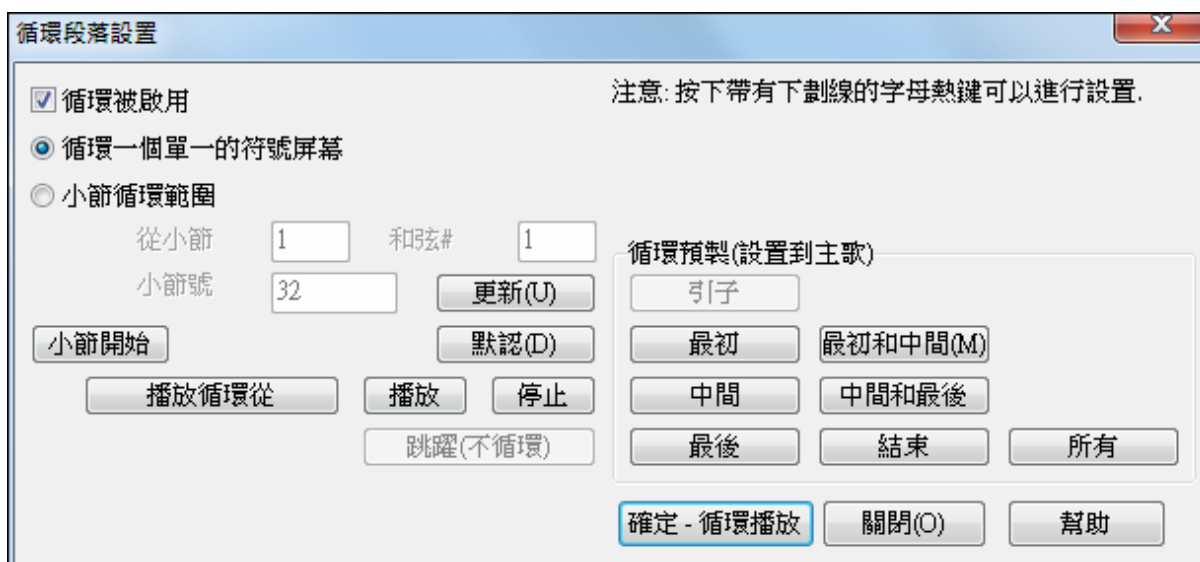 循環段落設置
循環被啟用
注意: 按下帶有下劃線的字母熱鍵可以進行設置.
循環一個單一的符號屏幕
小節循環範圍
從小節 1 和弦# 1
小節號 32 更新(U)
小節開始 默認(D)
播放循環從 播放 停止
跳躍(不循環)
循環預製(設置到主歌)
引子
最初 最初和中間(M)
中間 中間和最後
最後 結束 所有
確定 - 循環播放 關閉(O) 幫助